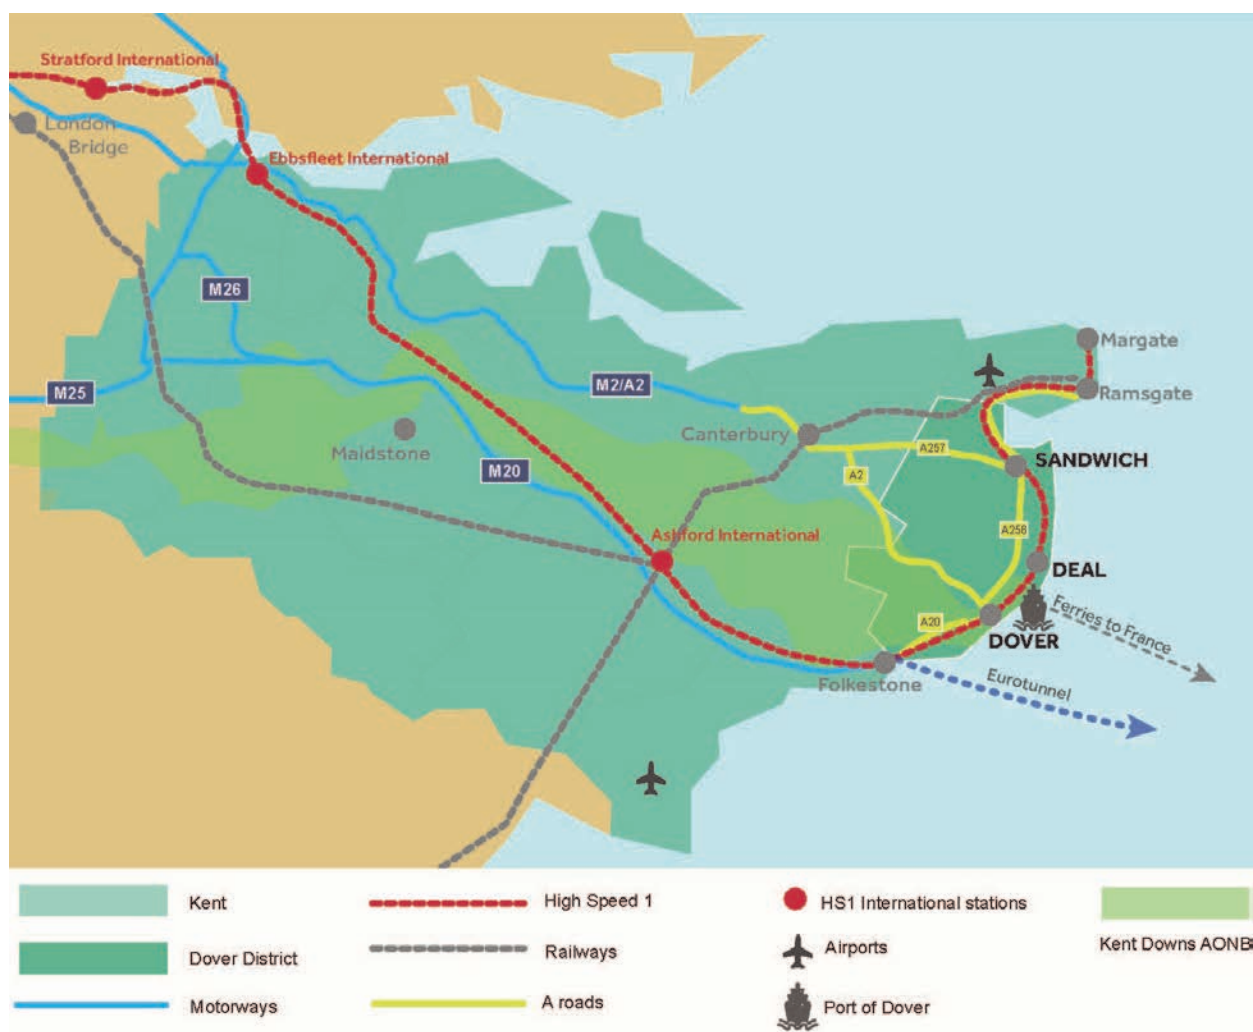 Stratford International
London
Bridge
Ebbsfleet International
M26
M25
M2/A2
Margate
Ramsgate
Canterbury
Maidstone
A257
SANDWICH
M20
A2
Ashford International
A258
DEAL
Ferries to France
A20
DOVER
Folkestone
Eurotunnel
Kent
High Speed 1
HS1 International stations
Kent Downs AONB
Dover District
Railways
Airports
Motorways
A roads
Port of Dover